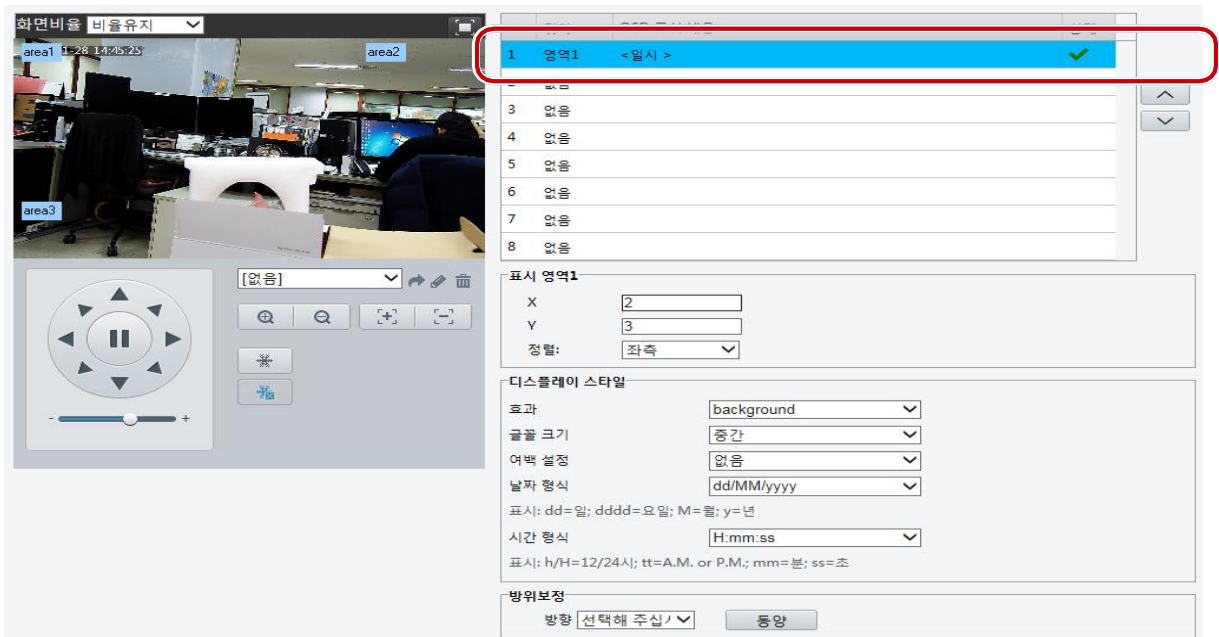 화면비율 비율유지
area1 1-28 14:45:25 area2
area3
[없음]
- +
1 영역1 <일시 >
없음
3 없음
4 없음
5 없음
6 없음
7 없음
8 없음
표시 영역1
X 2
Y 3
정렬: 좌측
디스플레이 스타일
효과 background
글꼴 크기 중간
여백 설정 없음
날짜 형식 dd/MM/yyyy
표시: dd=일; dddd=요일; M=월; y=년
시간 형식 H:mm:ss
표시: h/H=12/24시; tt=A.M. or P.M.; mm=분; ss=초
방위보정
방향 선택해 주십시 동양